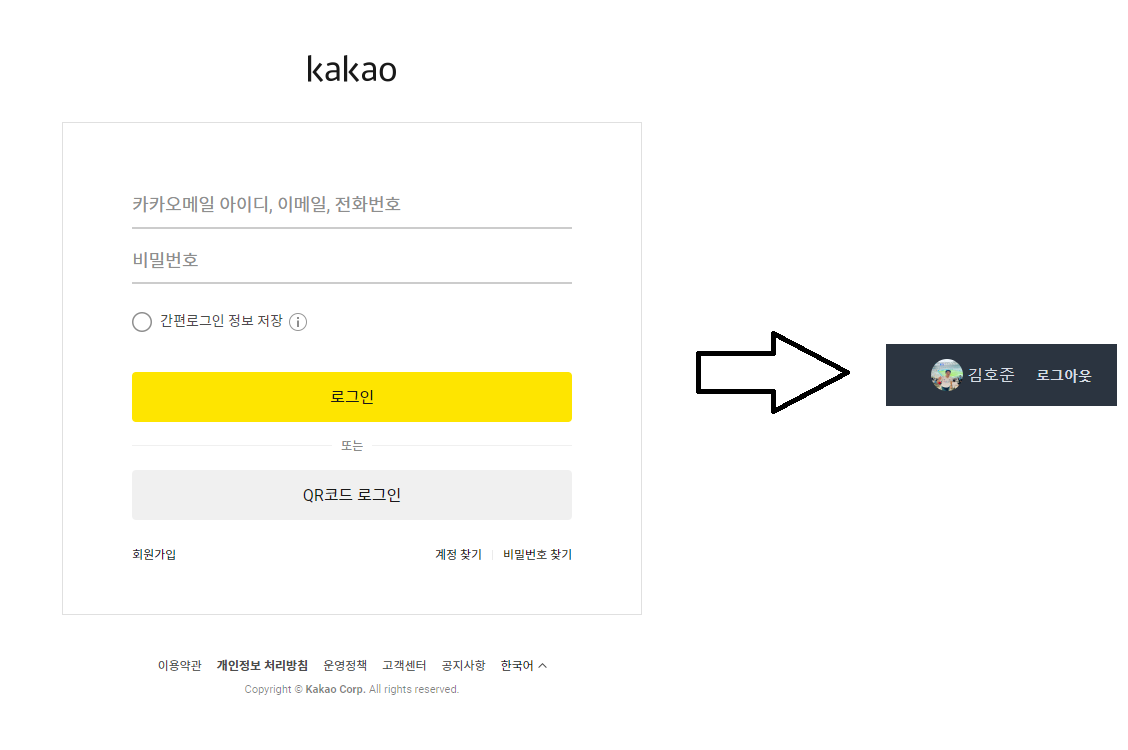 kakao
카카오메일 아이디, 이메일, 전화번호
비밀번호
간편로그인 정보 저장
로그인
또는
QR코드 로그인
회원가입 계정 찾기 비밀번호 찾기
이용약관 개인정보 처리방침 운영정책 고객센터 공지사항 한국어
Copyright © Kakao Corp. All rights reserved.
김호준 로그아웃